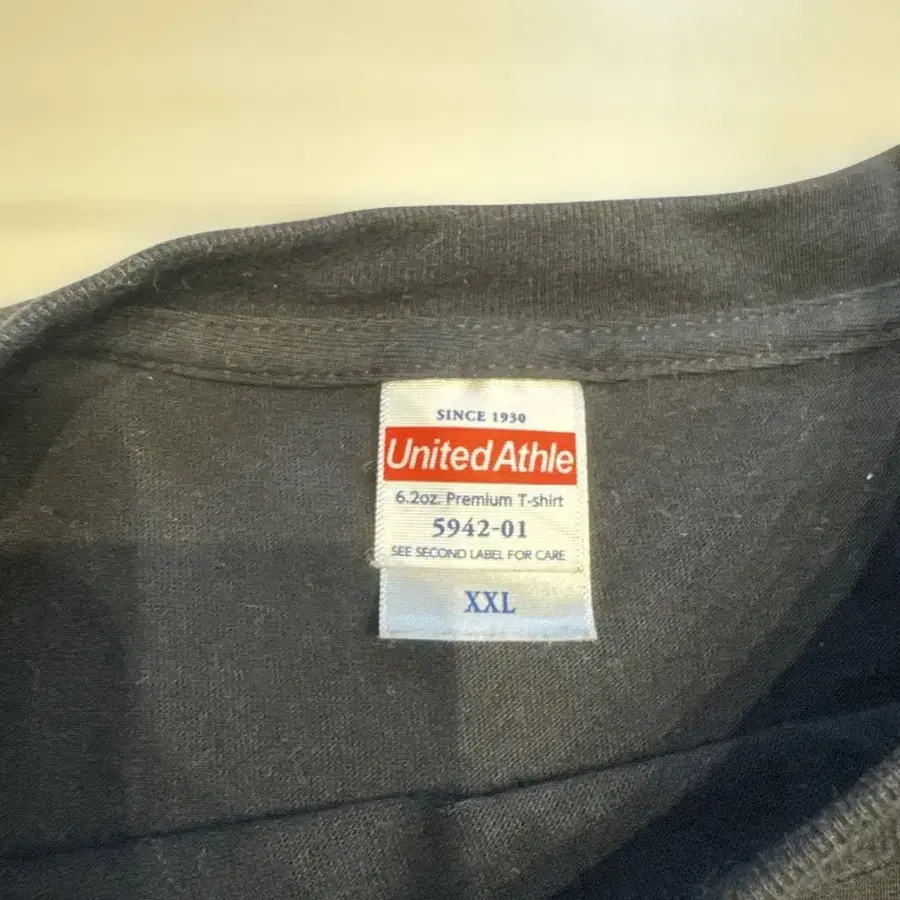 SINCE 1930
United Athle
6.2oz. Premium T-shirt
5942-01
SEE SECOND LABEL FOR CARE
XXL